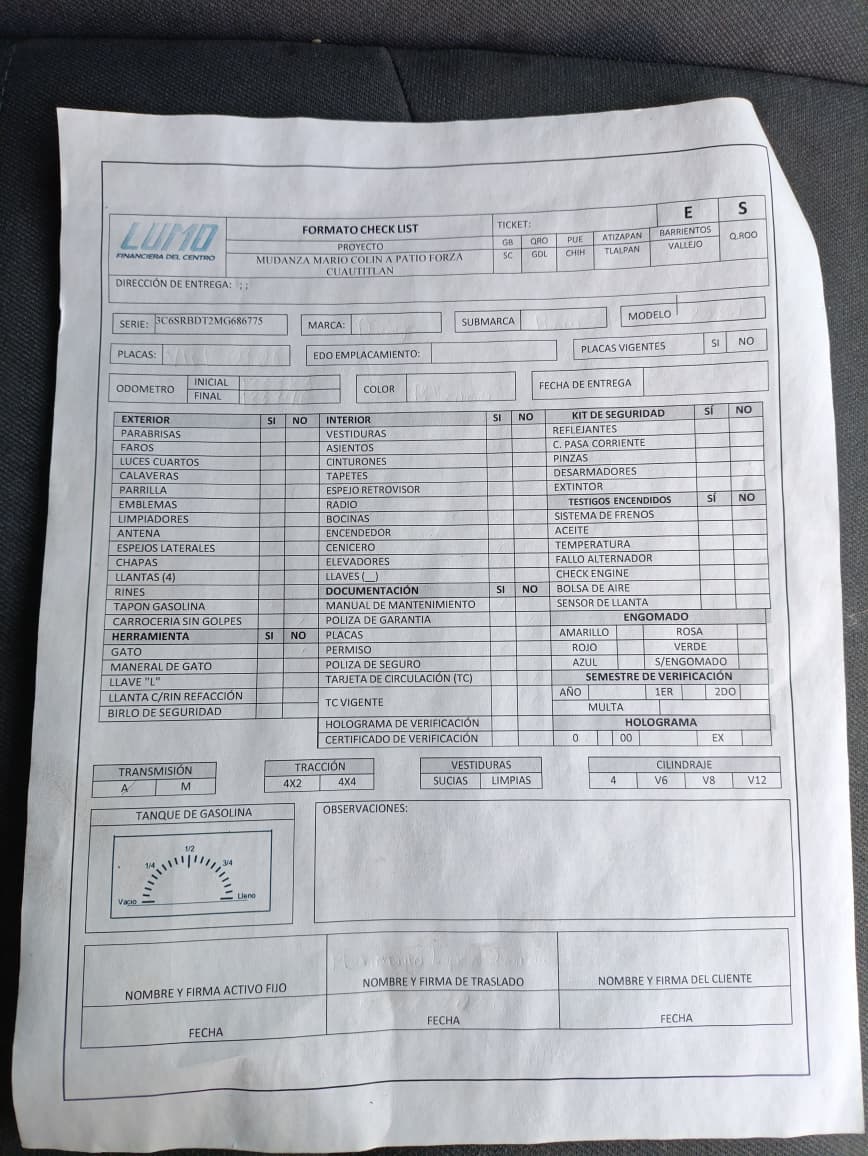 LUMO
FINANCIERA DEL CENTRO
FORMATO CHECK LIST
PROYECTO
MUDANZA MARIO COLIN A PATIO FORZA
CUAUTITLAN
TICKET: E S
GB QRO PUE ATIZAPAN BARRIENTOS Q.ROO
SC GDL CHIH TLALPAN VALLEJO
DIRECCIÓN DE ENTREGA: ; ;
SERIE: 3C6SRBDT2MG686775 MARCA: SUBMARCA MODELO
PLACAS: EDO EMPLACAMIENTO: PLACAS VIGENTES SI NO
ODOMETRO INICIAL COLOR FECHA DE ENTREGA
FINAL
EXTERIOR SI NO INTERIOR SI NO KIT DE SEGURIDAD SÍ NO
PARABRISAS VESTIDURAS REFLEJANTES
FAROS ASIENTOS C. PASA CORRIENTE
LUCES CUARTOS CINTURONES PINZAS
CALAVERAS TAPETES DESARMADORES
PARRILLA ESPEJO RETROVISOR EXTINTOR
EMBLEMAS RADIO TESTIGOS ENCENDIDOS SÍ NO
LIMPIADORES BOCINAS SISTEMA DE FRENOS
ANTENA ENCENDEDOR ACEITE
ESPEJOS LATERALES CENICERO TEMPERATURA
CHAPAS ELEVADORES FALLO ALTERNADOR
LLANTAS (4) LLAVES (__) CHECK ENGINE
RINES DOCUMENTACIÓN SI NO BOLSA DE AIRE
TAPON GASOLINA MANUAL DE MANTENIMIENTO SENSOR DE LLANTA
CARROCERIA SIN GOLPES POLIZA DE GARANTIA ENGOMADO
HERRAMIENTA SI NO PLACAS AMARILLO ROSA
GATO PERMISO ROJO VERDE
MANERAL DE GATO POLIZA DE SEGURO AZUL S/ENGOMADO
LLAVE "L" TARJETA DE CIRCULACIÓN (TC) SEMESTRE DE VERIFICACIÓN
LLANTA C/RIN REFACCIÓN TC VIGENTE AÑO 1ER 2DO
BIRLO DE SEGURIDAD MULTA
HOLOGRAMA DE VERIFICACIÓN HOLOGRAMA
CERTIFICADO DE VERIFICACIÓN 0 00 EX
TRANSMISIÓN TRACCIÓN VESTIDURAS CILINDRAJE
A M 4X2 4X4 SUCIAS LIMPIAS 4 V6 V8 V12
TANQUE DE GASOLINA OBSERVACIONES:
1/2
1/4 3/4
Vacio Lleno
NOMBRE Y FIRMA ACTIVO FIJO NOMBRE Y FIRMA DE TRASLADO NOMBRE Y FIRMA DEL CLIENTE
FECHA FECHA FECHA